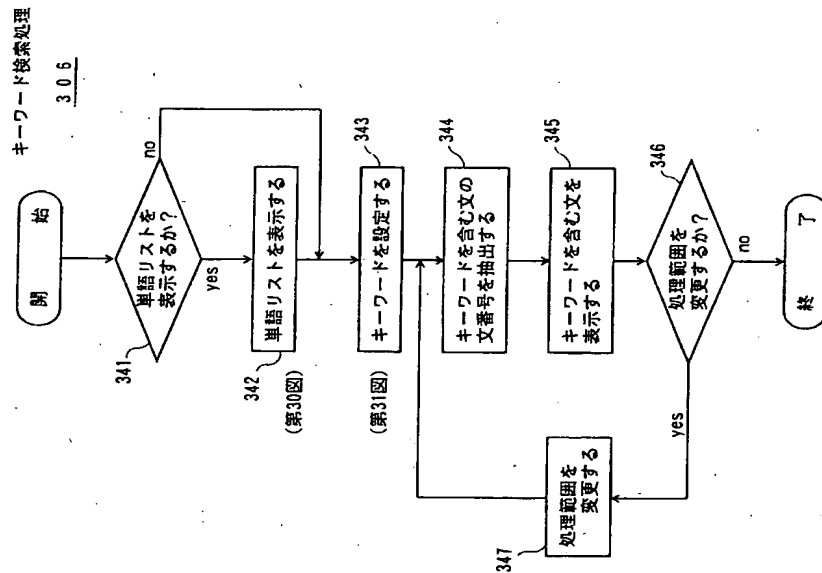 キーワード検索処理
306
開　始
単語リストを
表示するか?
341
no
yes
単語リストを表示する
342
(第30図)
キーワードを設定する
343
(第31図)
キーワードを含む文の
文番号を抽出する
344
キーワードを含む文を
表示する
345
処理範囲を
変更するか?
346
yes
no
処理範囲を
変更する
347
終　了